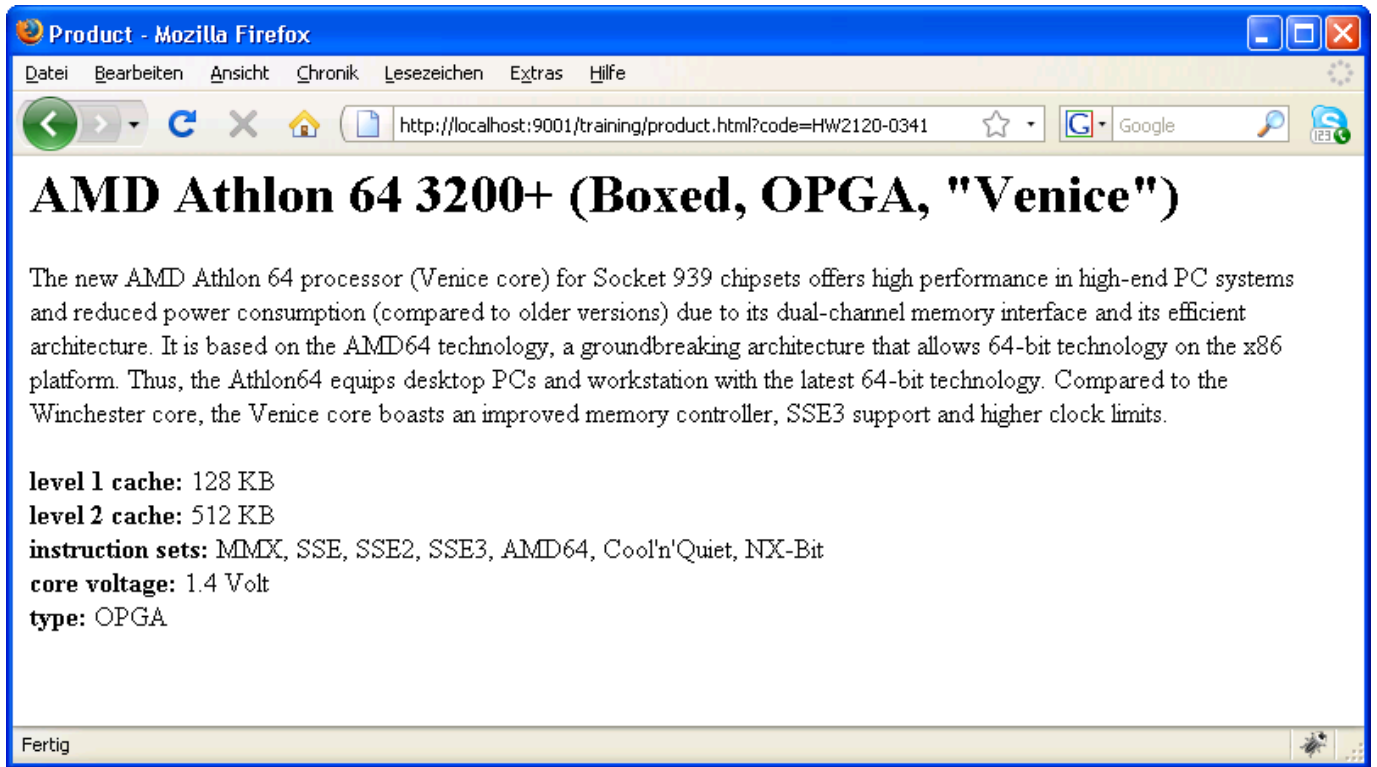 Product - Mozilla Firefox
Datei Bearbeiten Ansicht Chronik Lesezeichen Extras Hilfe
http://localhost:9001/training/product.html?code=HW2120-0341 G Google 123
AMD Athlon 64 3200+ (Boxed, OPGA, "Venice")
The new AMD Athlon 64 processor (Venice core) for Socket 939 chipsets offers high performance in high-end PC systems
and reduced power consumption (compared to older versions) due to its dual-channel memory interface and its efficient
architecture. It is based on the AMD64 technology, a groundbreaking architecture that allows 64-bit technology on the x86
platform. Thus, the Athlon64 equips desktop PCs and workstation with the latest 64-bit technology. Compared to the
Winchester core, the Venice core boasts an improved memory controller, SSE3 support and higher clock limits.
level 1 cache: 128 KB
level 2 cache: 512 KB
instruction sets: MMX, SSE, SSE2, SSE3, AMD64, Cool'n'Quiet, NX-Bit
core voltage: 1.4 Volt
type: OPGA
Fertig